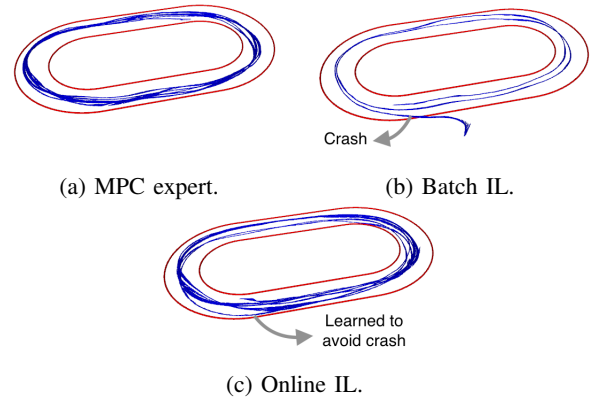 Crash
(a) MPC expert.
(b) Batch IL.
Learned to
avoid crash
(c) Online IL.